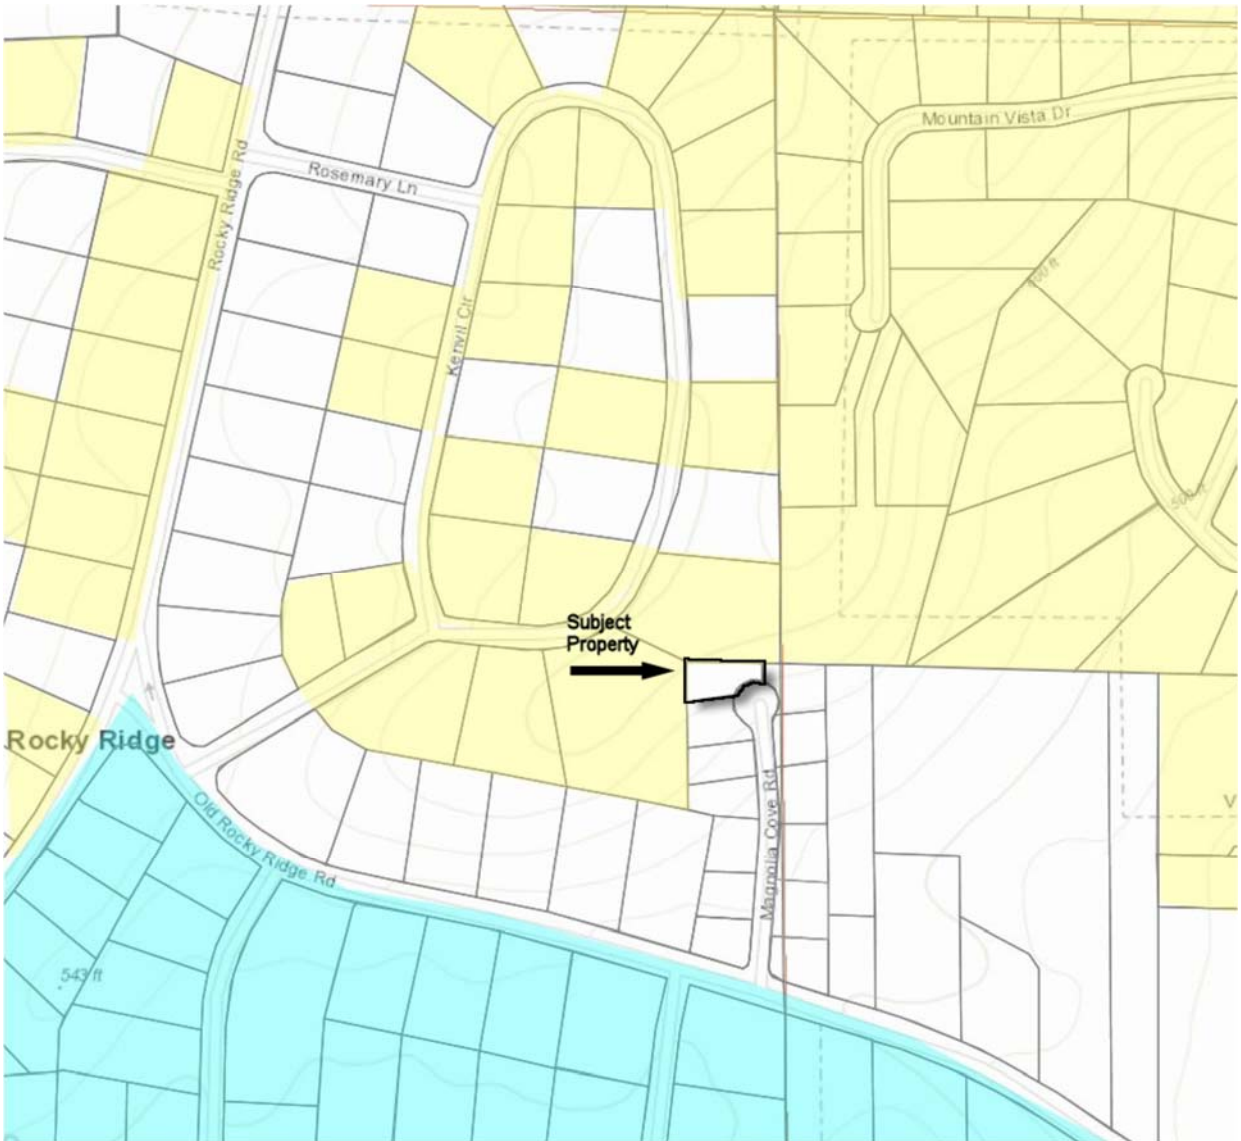 Mountain Vista Dr
Rosemary Ln
Rocky Ridge Rd
Kenvil Cir
500 ft
Subject
Property
Rocky Ridge
Old Rocky Ridge Rd
Magnolia Cove Rd
V
543 ft